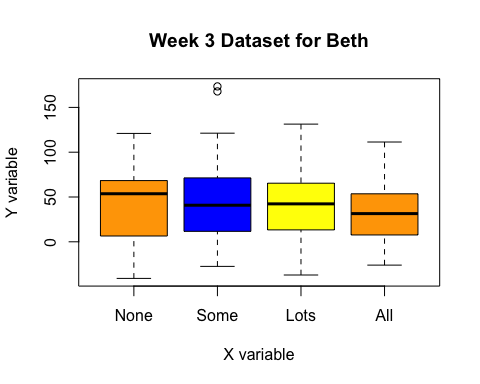 Week 3 Dataset for Beth
Y variable
150
100
50
0
None Some Lots All
X variable